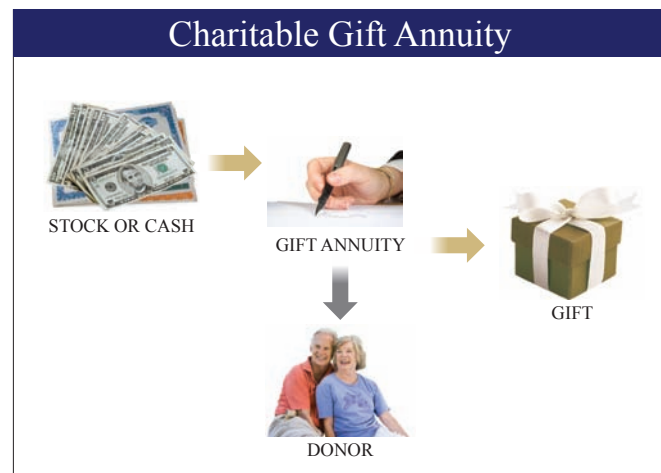 Charitable Gift Annuity
STOCK OR CASH
GIFT ANNUITY
GIFT
DONOR